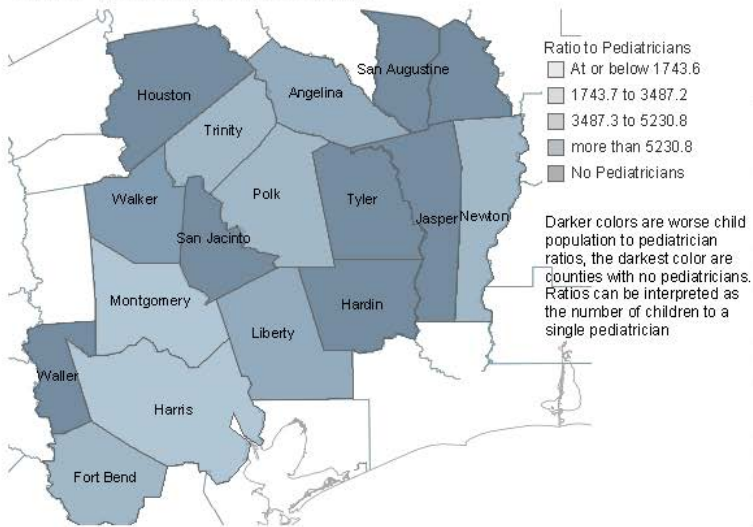 Ratio to Pediatricians
At or below 1743.6
1743.7 to 3487.2
3487.3 to 5230.8
more than 5230.8
No Pediatricians
Darker colors are worse child
population to pediatrician
ratios, the darkest color are
counties with no pediatricians.
Ratios can be interpreted as
the number of children to a
single pediatrician
San Augustine
Houston
Angelina
Trinity
Walker
Polk
Tyler
Jasper
Newton
San Jacinto
Montgomery
Hardin
Liberty
Waller
Harris
Fort Bend